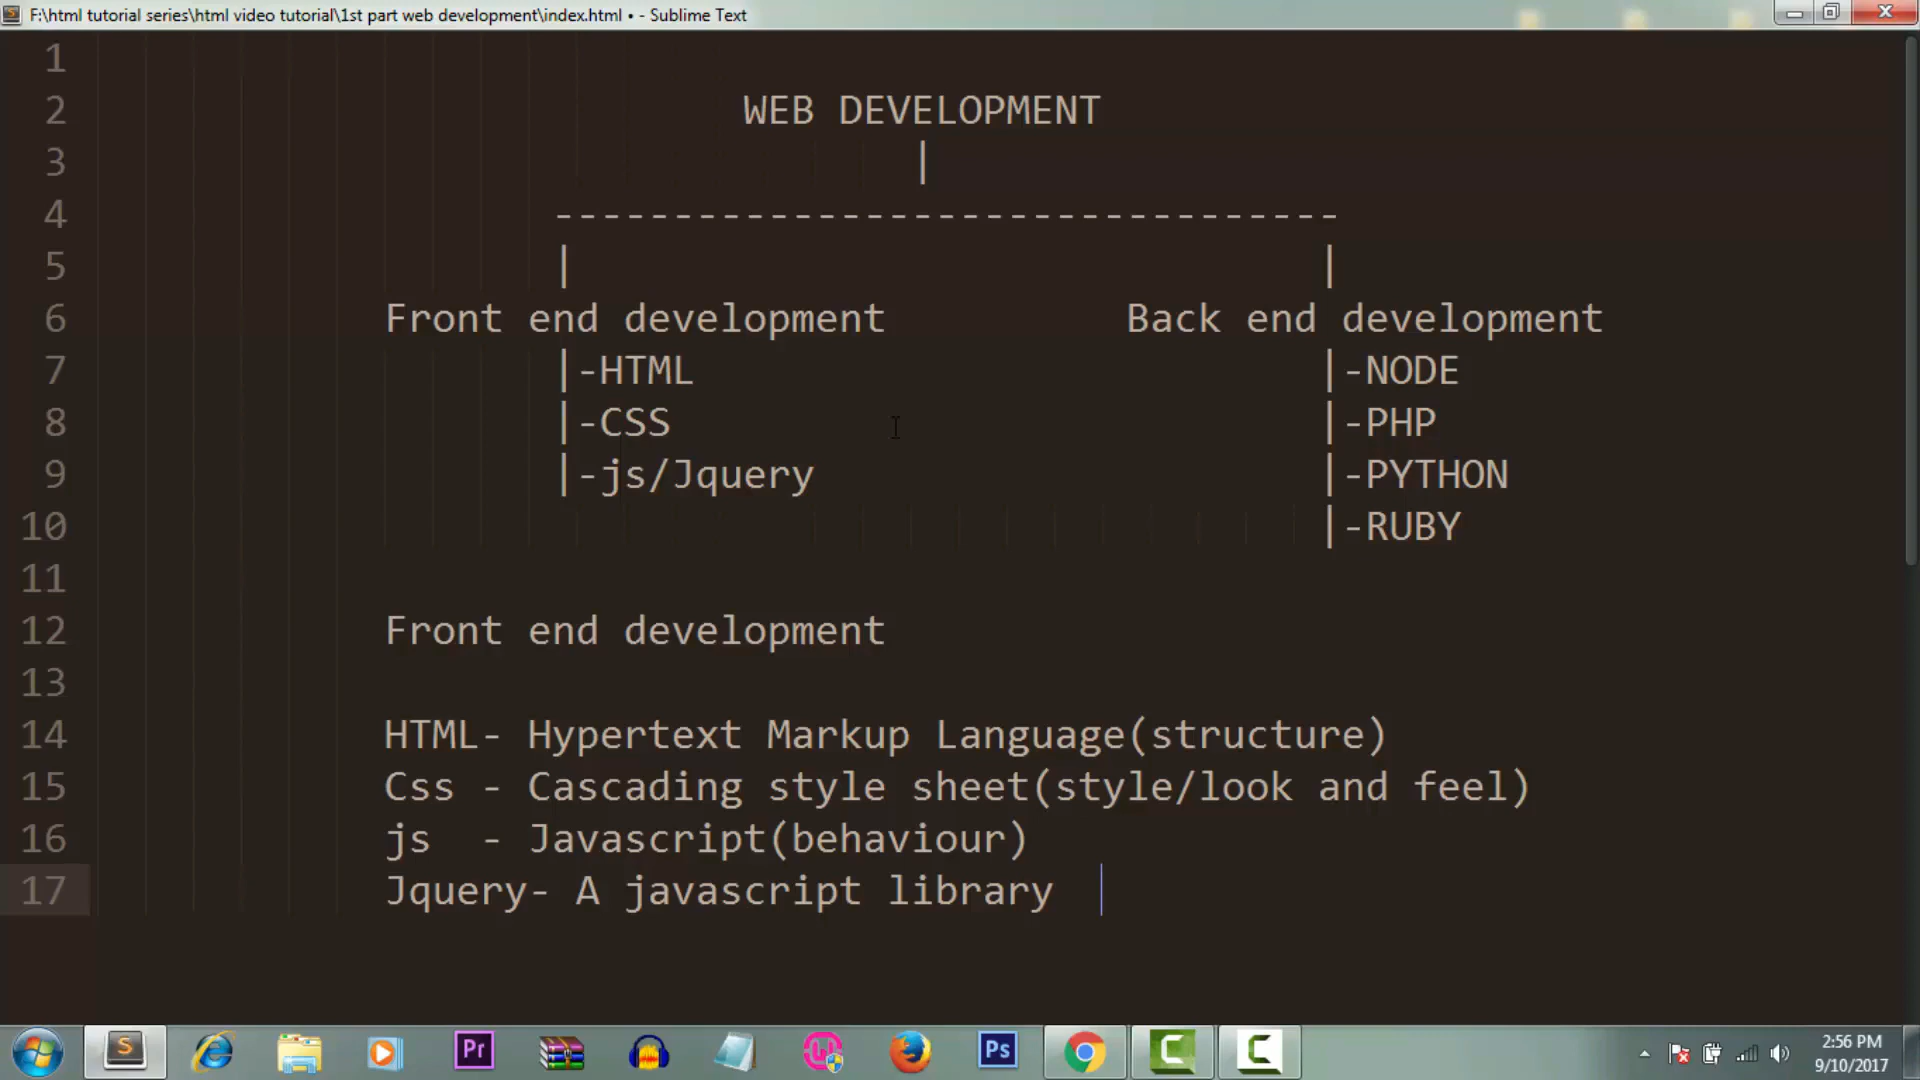 F:\html tutorial series\html video tutorial\1st part web development\index.html • - Sublime Text
1
2 WEB DEVELOPMENT
3 |
4 ---------------------------------
5 | |
6 Front end development Back end development
7 |-HTML |-NODE
8 |-CSS |-PHP
9 |-js/Jquery |-PYTHON
10 |-RUBY
11
12 Front end development
13
14 HTML- Hypertext Markup Language(structure)
15 Css - Cascading style sheet(style/look and feel)
16 js - Javascript(behaviour)
17 Jquery- A javascript library
S Pr Ps C C
2:56 PM
9/10/2017